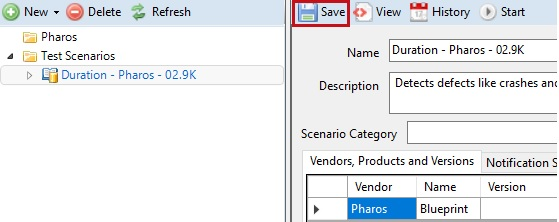 New Delete Refresh
Pharos
Test Scenarios
Duration - Pharos - 02.9K
Save View History Start
Name Duration - Pharos - 02.9K
Description Detects defects like crashes and
Scenario Category
Vendors, Products and Versions Notification S
Vendor Name Version
Pharos Blueprint